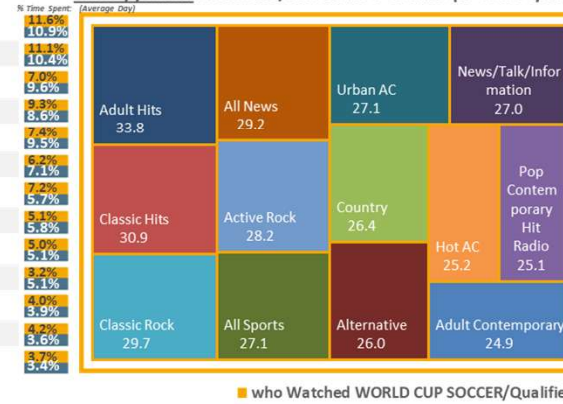 % Time Spent: (Average Day)
11.6%
10.9%
11.1%
10.4%
7.0%
9.6%
9.3%
8.6%
7.4%
9.5%
6.2%
7.1%
7.2%
5.7%
5.1%
5.8%
5.0%
5.1%
3.2%
5.1%
4.0%
3.9%
4.2%
3.6%
3.7%
3.4%
Adult Hits
33.8
All News
29.2
Urban AC
27.1
News/Talk/Infor
mation
27.0
Classic Hits
30.9
Active Rock
28.2
Country
26.4
Hot AC
25.2
Pop
Contem
porary
Hit
Radio
25.1
Classic Rock
29.7
All Sports
27.1
Alternative
26.0
Adult Contemporary
24.9
who Watched WORLD CUP SOCCER/Qualifie